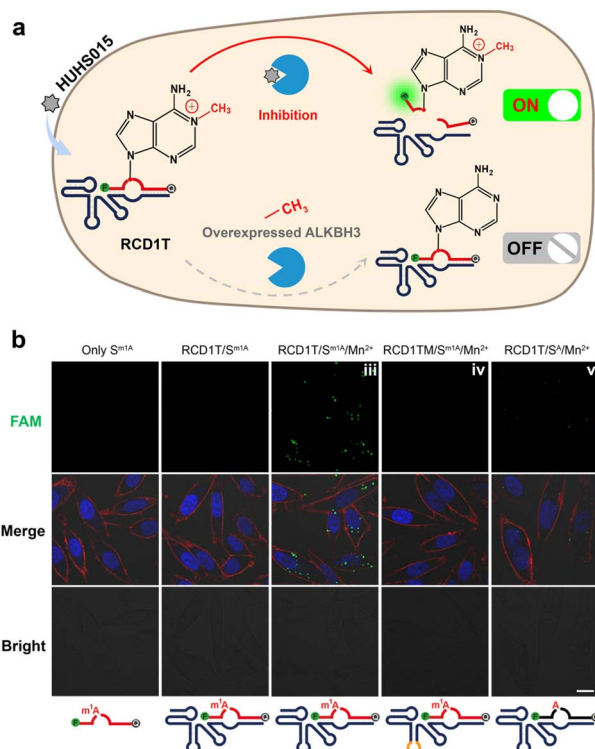 a
HUHS015
NH₂
CH₃
N
N
N
N
Inhibition
F
Q
RCD1T
CH₃
Overexpressed ALKBH3
NH₂
CH₃
N
N
N
N
ON
NH₂
N
N
N
N
F
Q
OFF
b
Only Sᵐ¹ᴬ
RCD1T/Sᵐ¹ᴬ
RCD1T/Sᵐ¹ᴬ/Mn²⁺
RCD1TM/Sᵐ¹ᴬ/Mn²⁺
RCD1T/Sᴬ/Mn²⁺
FAM
iii
iv
v
Merge
Bright
m¹A
m¹A
m¹A
m¹A
A